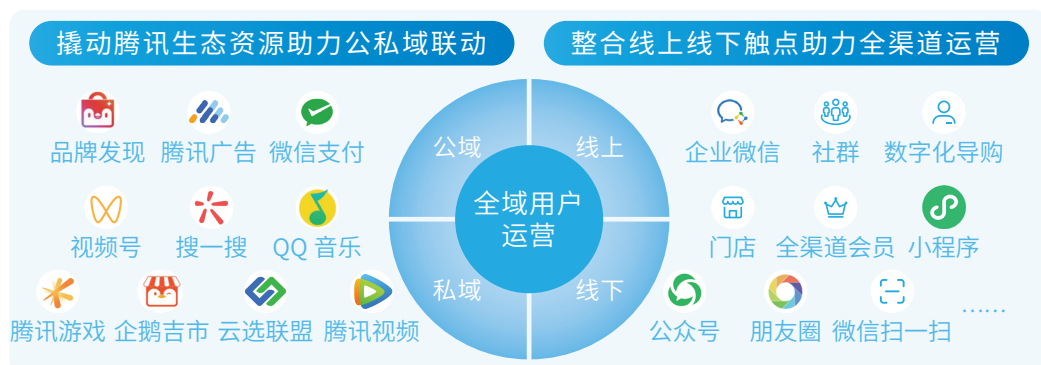 撬动腾讯生态资源助力公私域联动
整合线上线下触点助力全渠道运营
品牌发现 腾讯广告 微信支付
视频号 搜一搜 QQ 音乐
腾讯游戏 企鹅吉市 云选联盟 腾讯视频
公域 线上
全域用户
运营
私域 线下
企业微信 社群 数字化导购
门店 全渠道会员 小程序
公众号 朋友圈 微信扫一扫 ……